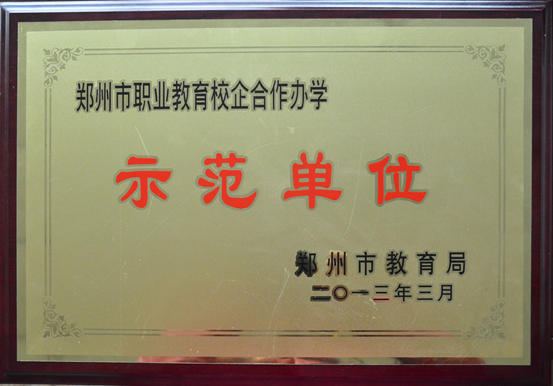 郑州市职业教育校企合作办学
示范单位
郑州市教育局
二〇一三年三月